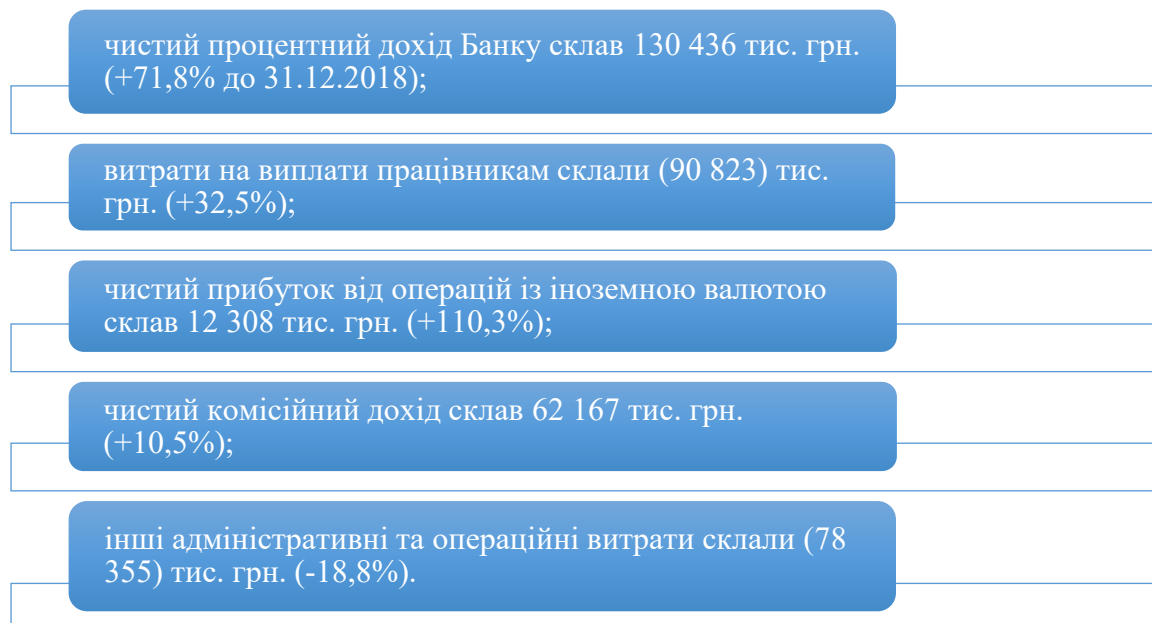 чистий процентний дохід Банку склав 130 436 тис. грн.
(+71,8% до 31.12.2018);
витрати на виплати працівникам склали (90 823) тис.
грн. (+32,5%);
чистий прибуток від операцій із іноземною валютою
склав 12 308 тис. грн. (+110,3%);
чистий комісійний дохід склав 62 167 тис. грн.
(+10,5%);
інші адміністративні та операційні витрати склали (78
355) тис. грн. (-18,8%).